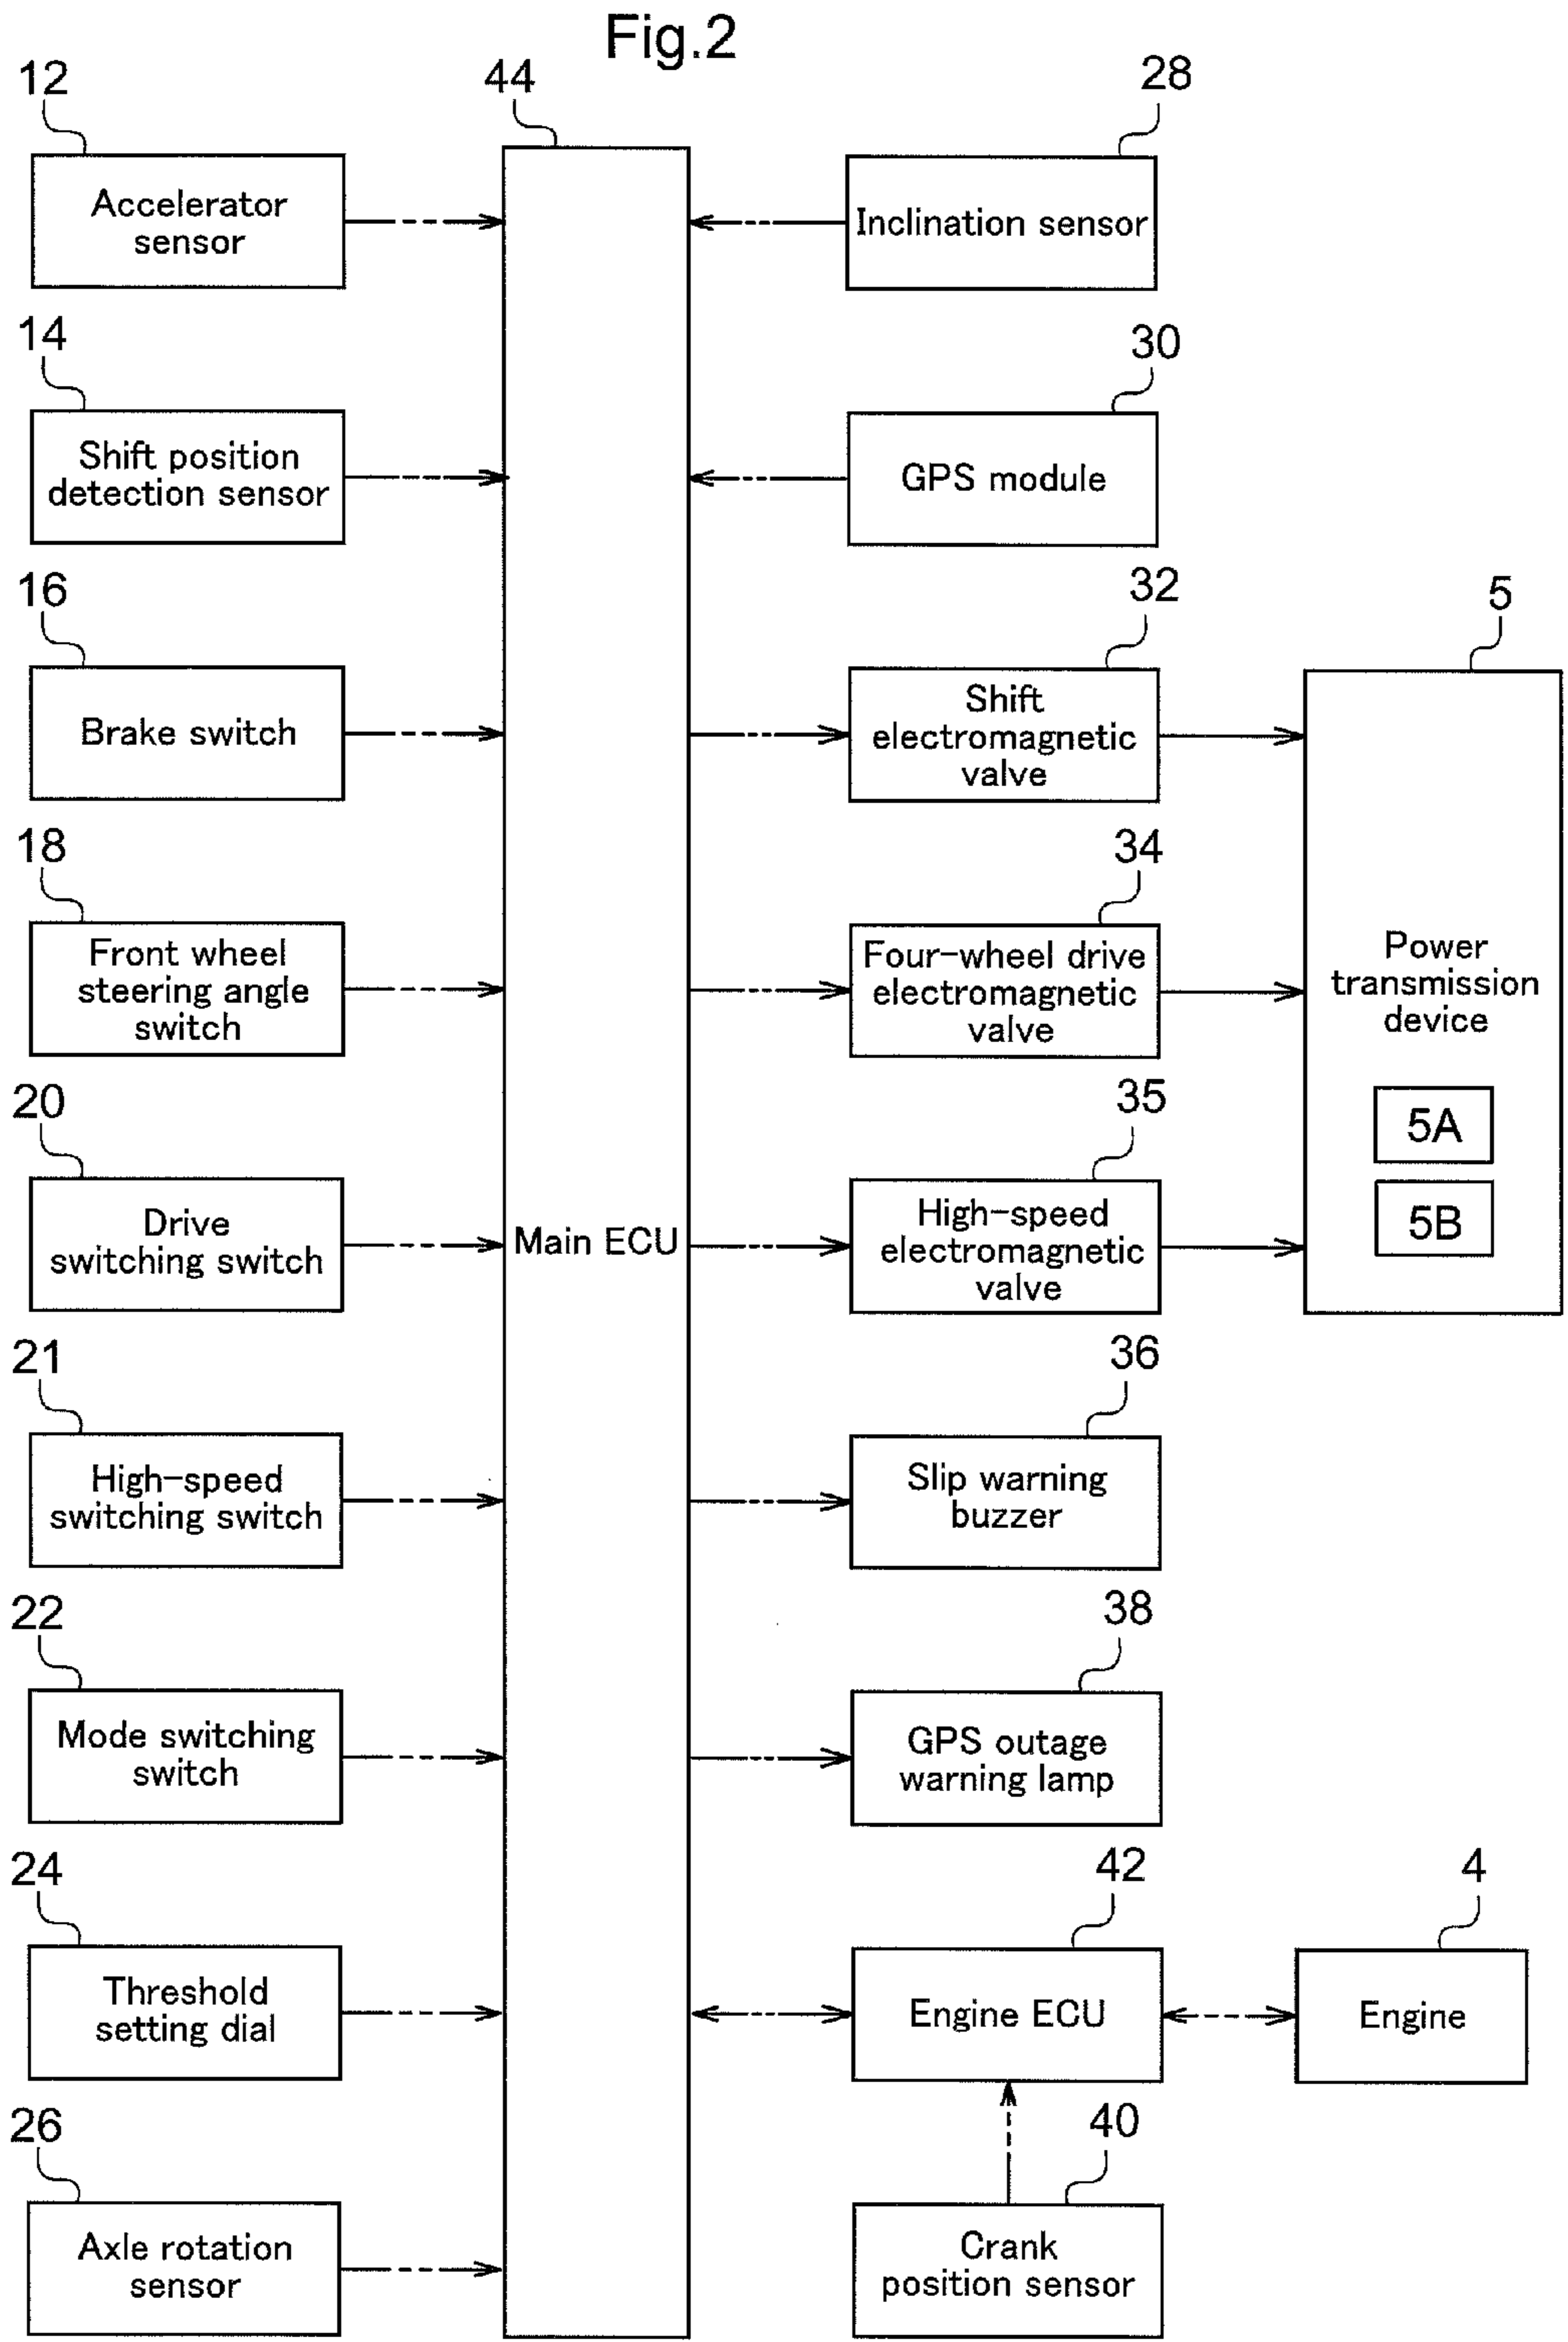 Fig.2
12
Accelerator
sensor
14
Shift position
detection sensor
16
Brake switch
18
Front wheel
steering angle
switch
20
Drive
switching switch
21
High-speed
switching switch
22
Mode switching
switch
24
Threshold
setting dial
26
Axle rotation
sensor
44
Main ECU
28
Inclination sensor
30
GPS module
32
Shift
electromagnetic
valve
34
Four-wheel drive
electromagnetic
valve
35
High-speed
electromagnetic
valve
36
Slip warning
buzzer
38
GPS outage
warning lamp
42
Engine ECU
40
Crank
position sensor
5
Power
transmission
device
5A
5B
4
Engine